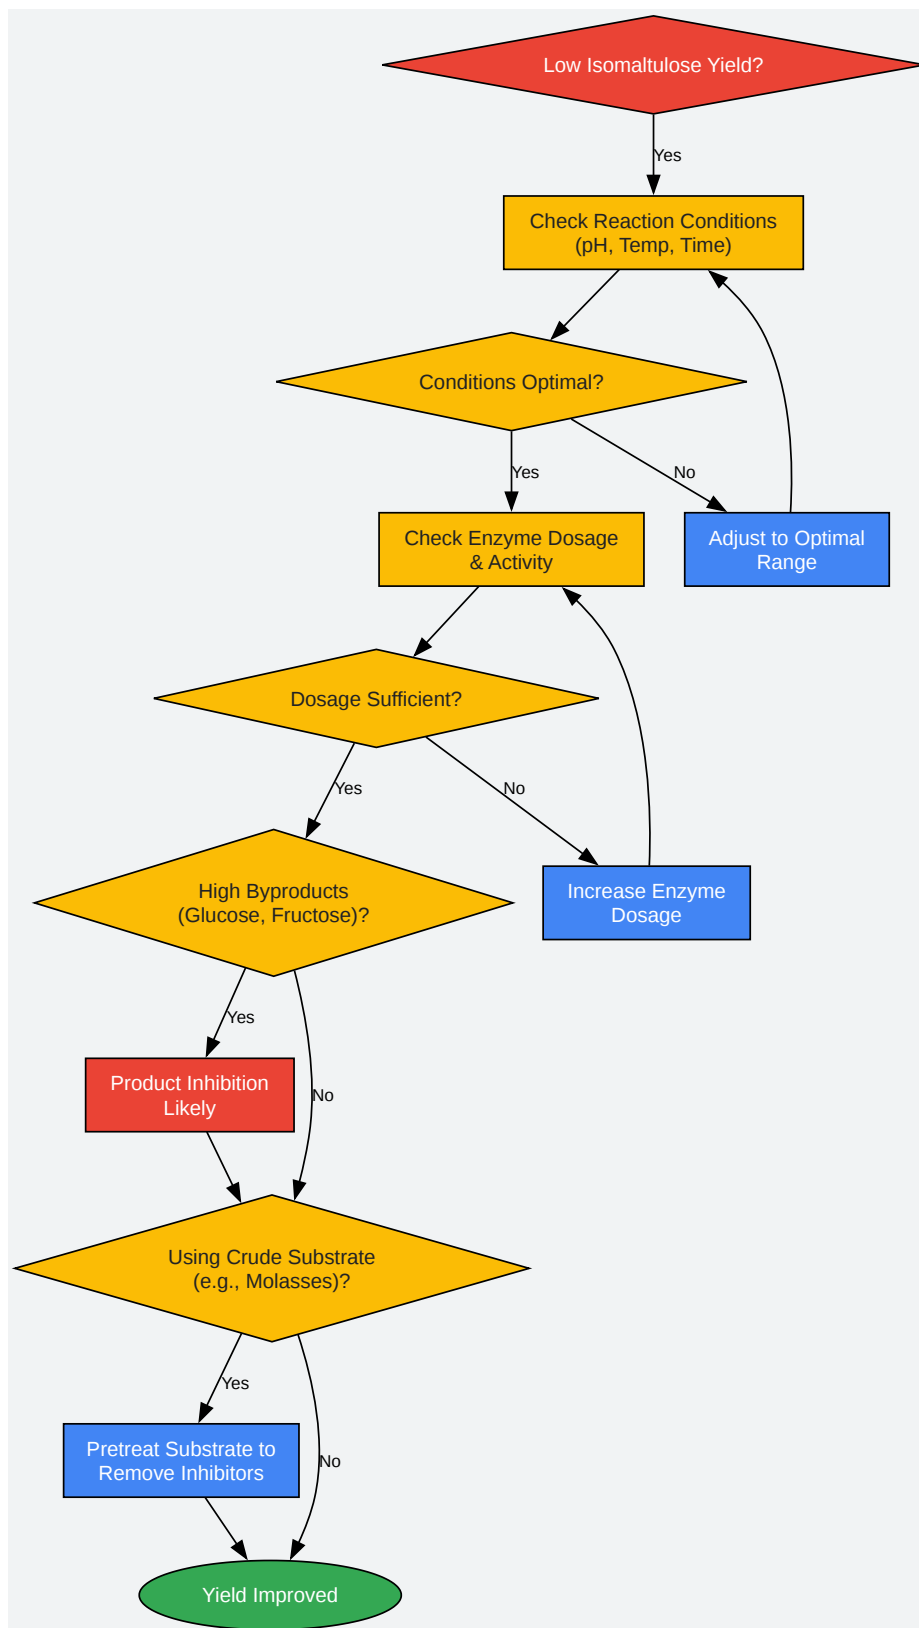 Low Isomaltulose Yield?
Yes
Check Reaction Conditions
(pH, Temp, Time)
Conditions Optimal?
Yes
No
Check Enzyme Dosage
& Activity
Adjust to Optimal
Range
Dosage Sufficient?
Yes
No
High Byproducts
(Glucose, Fructose)?
Increase Enzyme
Dosage
Yes
Product Inhibition
Likely
No
Using Crude Substrate
(e.g., Molasses)?
Yes
Pretreat Substrate to
Remove Inhibitors
No
Yield Improved